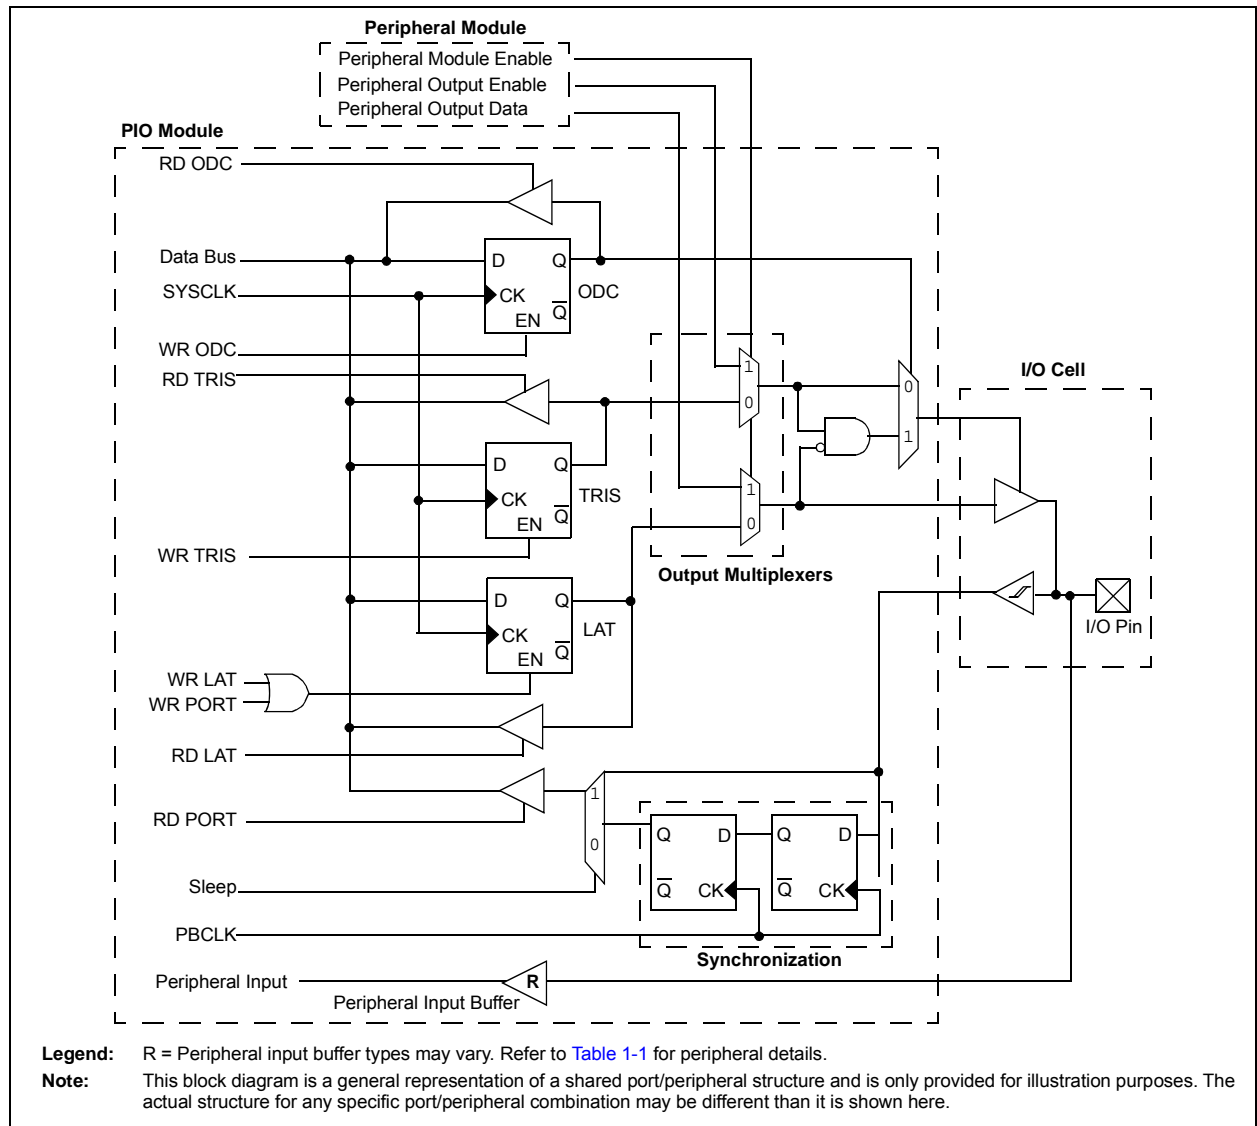 Peripheral Module
Peripheral Module Enable
Peripheral Output Enable
Peripheral Output Data
PIO Module
RD ODC
Data Bus
D Q
SYSCLK
CK
ODC
EN Q
WR ODC
RD TRIS
1
0
I/O Cell
0
1
D Q
CK
TRIS
EN Q
1
0
WR TRIS
Output Multiplexers
D Q
CK
LAT
EN Q
I/O Pin
WR LAT
WR PORT
RD LAT
RD PORT
1
0
Q D
Q CK
Q D
Q CK
Sleep
PBCLK
Synchronization
Peripheral Input
R
Peripheral Input Buffer
Legend: R = Peripheral input buffer types may vary. Refer to Table 1-1 for peripheral details.
Note: This block diagram is a general representation of a shared port/peripheral structure and is only provided for illustration purposes. The
actual structure for any specific port/peripheral combination may be different than it is shown here.